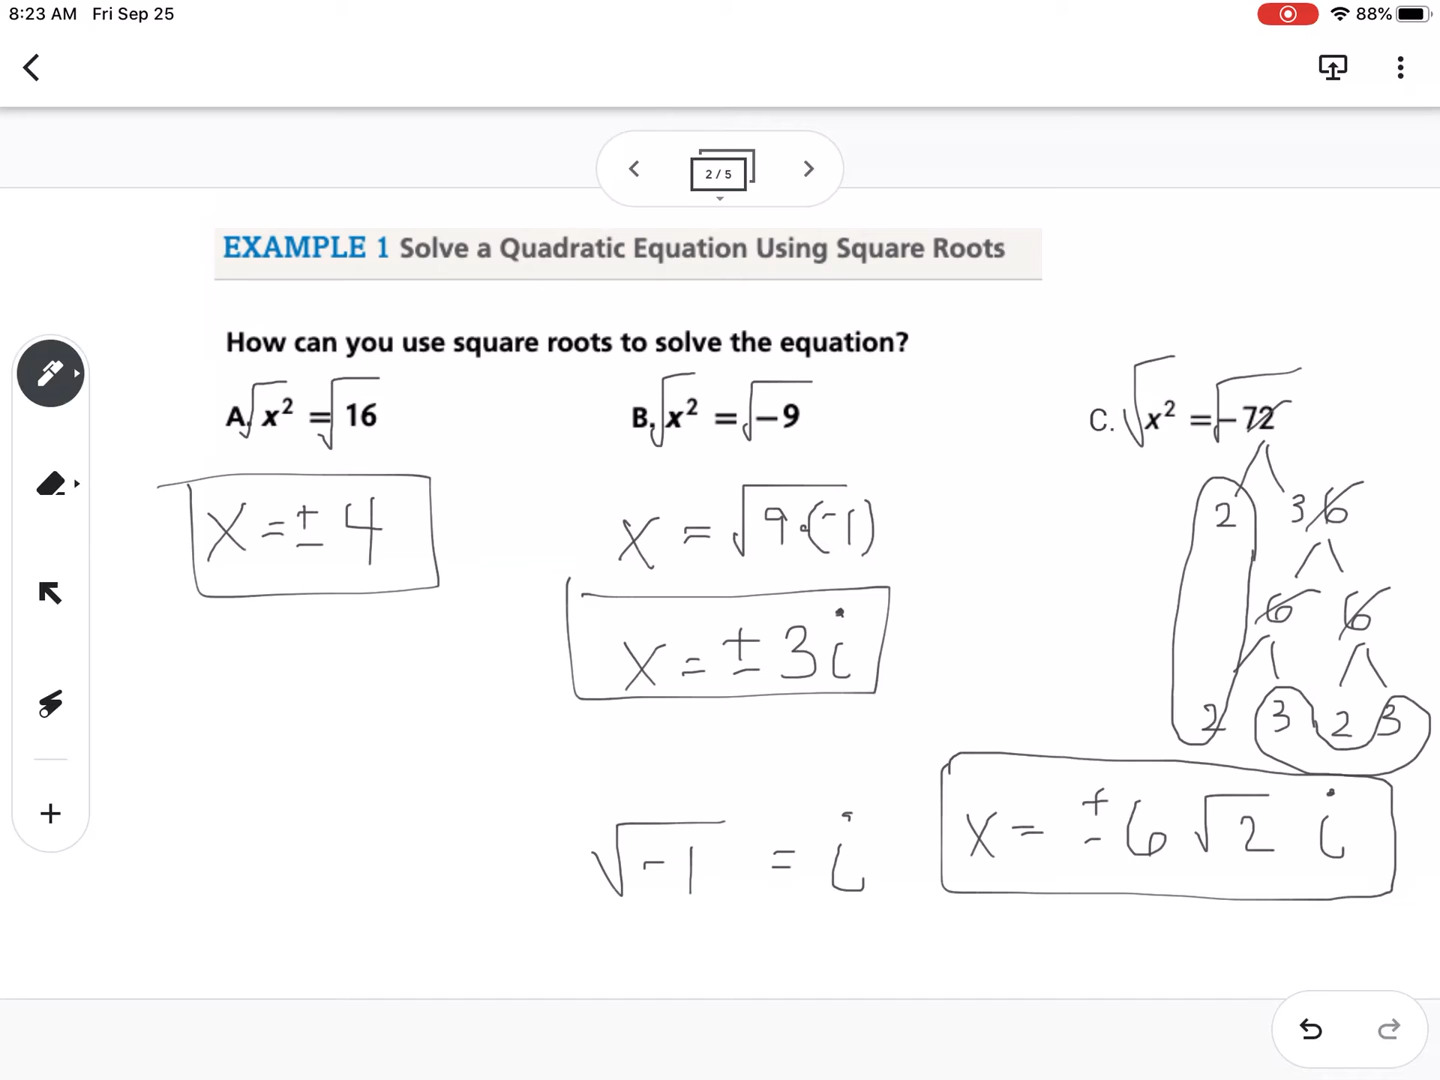 8:23 AM Fri Sep 25
88%
2 / 5
EXAMPLE 1 Solve a Quadratic Equation Using Square Roots
How can you use square roots to solve the equation?
A. √x² = √16
B. √x² = √−9
C. √x² = √−72
x = ± 4
x = √9·(−1)
2 36
x = ± 3i
6 6
2 3 2 3
√−1 = i
x = ± 6 √2 i